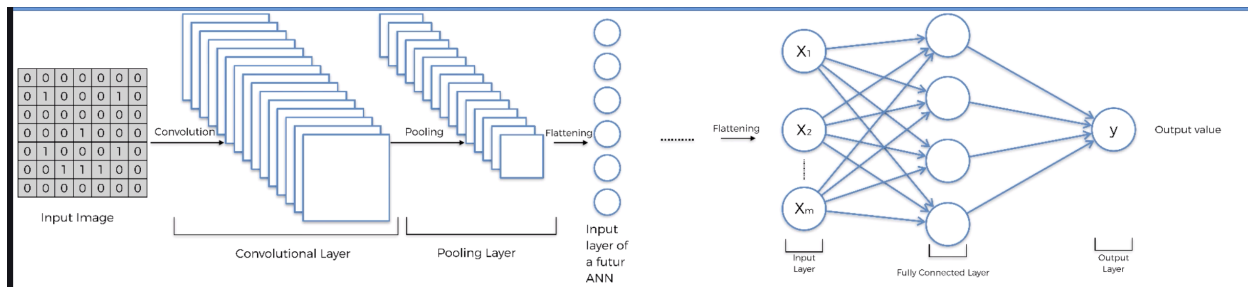 0 0 0 0 0 0 0
0 1 0 0 0 1 0
0 0 0 0 0 0 0
0 0 0 1 0 0 0
0 1 0 0 0 1 0
0 0 1 1 1 0 0
0 0 0 0 0 0 0
Input Image
Convolution
Convolutional Layer
Pooling
Pooling Layer
Flattening
Input
layer of
a futur
ANN
..........
Flattening
X1
X2
Xm
Input
Layer
Fully Connected Layer
y
Output
Layer
Output value